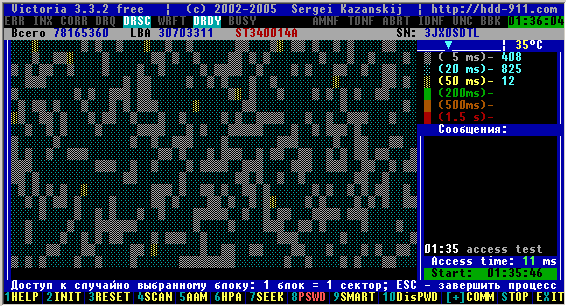 Victoria 3.3.2 free ¦ (c) 2002-2005 Sergei Kazanskij ¦ http://hdd-911.com
ERR INX CORR DRQ DRSC WRFT DRDY BUSY AMNF TONF ABRT IDNF UNC BBK 01:36:04
Всего 78165360 LBA 30703311 ST340014A SN: 3JX0SDTL
▼ ¦ 35°C
( 5 ms)- 408
(20 ms)- 825
(50 ms)- 12
(200ms)-
(500ms)-
(1.5 s)-
Сообщения:
01:35 access test
Access time: 11 ms
Start: 01:35:46
Доступ к случайно выбранному блоку; 1 блок = 1 сектор; ESC - завершить процесс
1HELP 2INIT 3RESET 4SCAN 5AAM 6HPA 7SEEK 8PSWD 9SMART 10DisPWD [+]COMM STOP EXIT